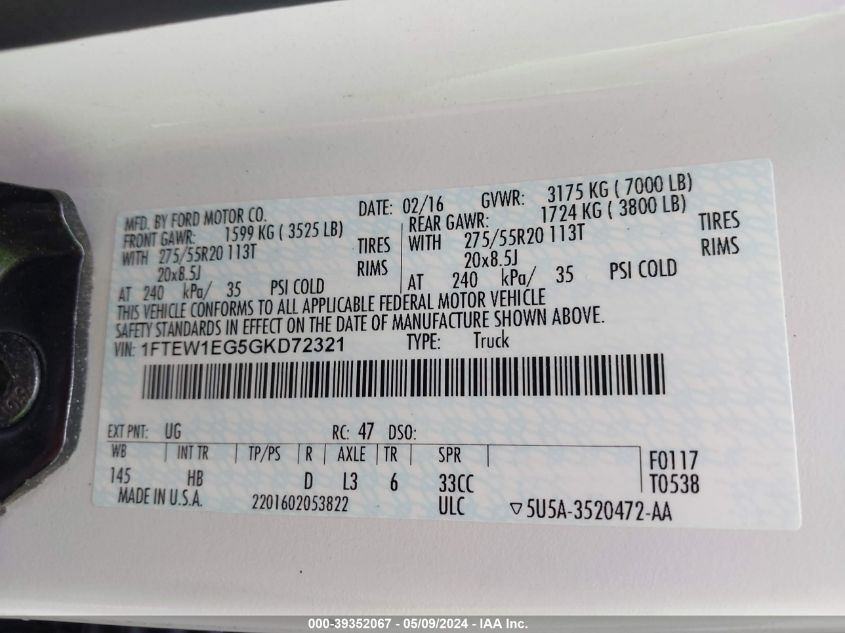 MFD. BY FORD MOTOR CO. DATE: 02/16 GVWR: 3175 KG ( 7000 LB)
FRONT GAWR: 1599 KG ( 3525 LB) REAR GAWR: 1724 KG ( 3800 LB)
WITH 275/55R20 113T TIRES WITH 275/55R20 113T TIRES
20x8.5J RIMS 20x8.5J RIMS
AT 240 kPa/ 35 PSI COLD AT 240 kPa/ 35 PSI COLD
THIS VEHICLE CONFORMS TO ALL APPLICABLE FEDERAL MOTOR VEHICLE
SAFETY STANDARDS IN EFFECT ON THE DATE OF MANUFACTURE SHOWN ABOVE.
VIN: 1FTEW1EG5GKD72321 TYPE: Truck
EXT PNT: UG RC: 47 DSO:
WB INT TR TP/PS R AXLE TR SPR F0117
145 HB D L3 6 33CC T0538
MADE IN U.S.A. 2201602053822 ULC ▽5U5A-3520472-AA
000-39352067 - 05/09/2024 - IAA Inc.